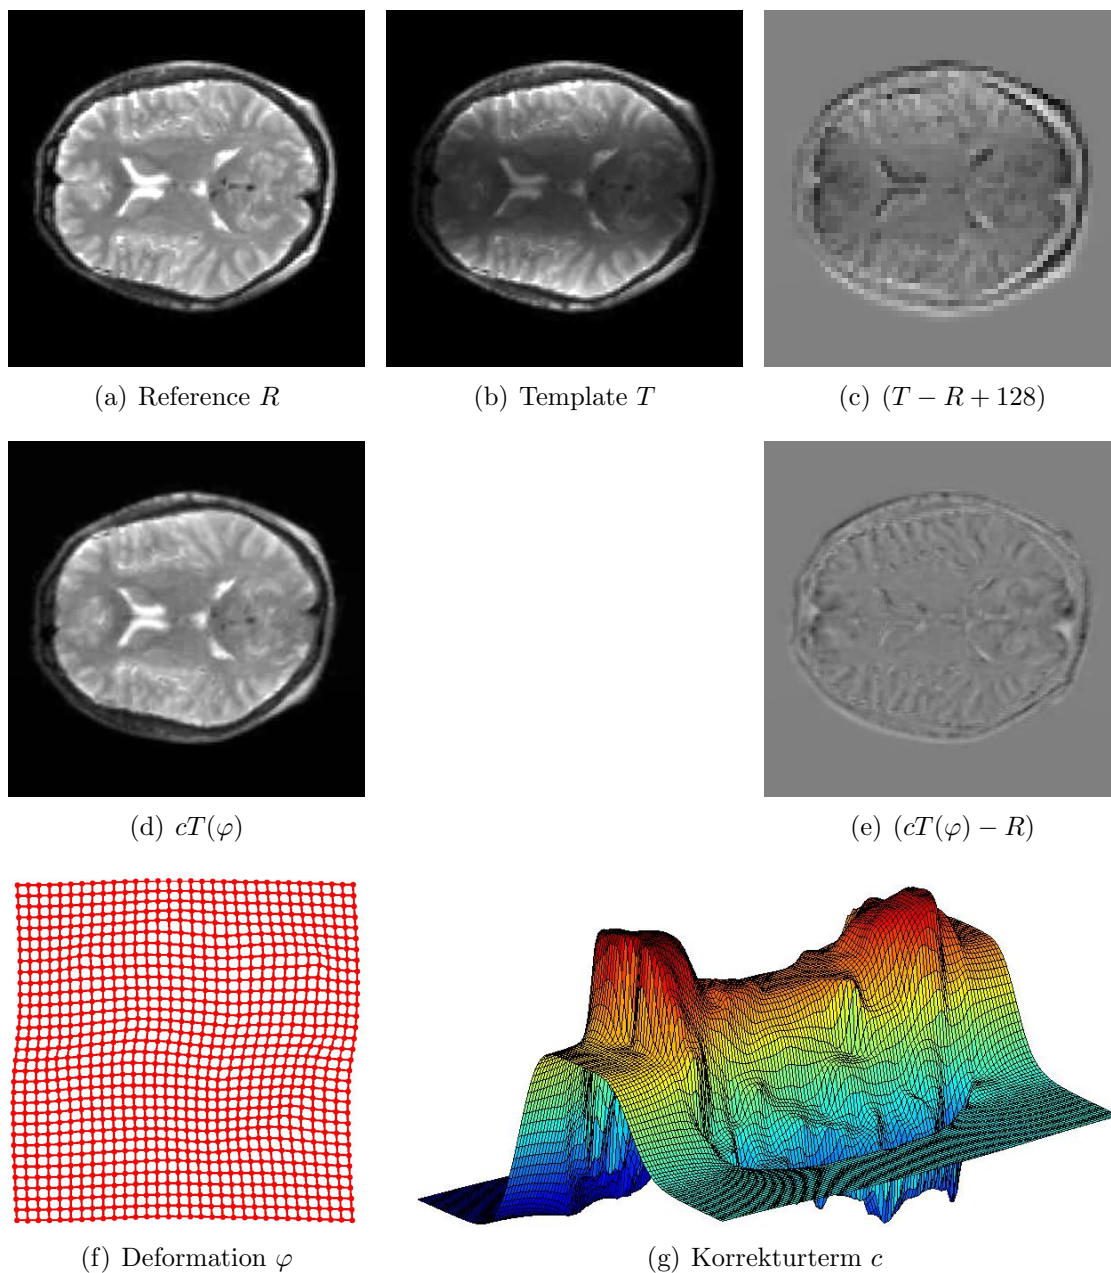 (a) Reference R
(b) Template T
(c) (T − R + 128)
(d) cT(φ)
(e) (cT(φ) − R)
(f) Deformation φ
(g) Korrekturterm c